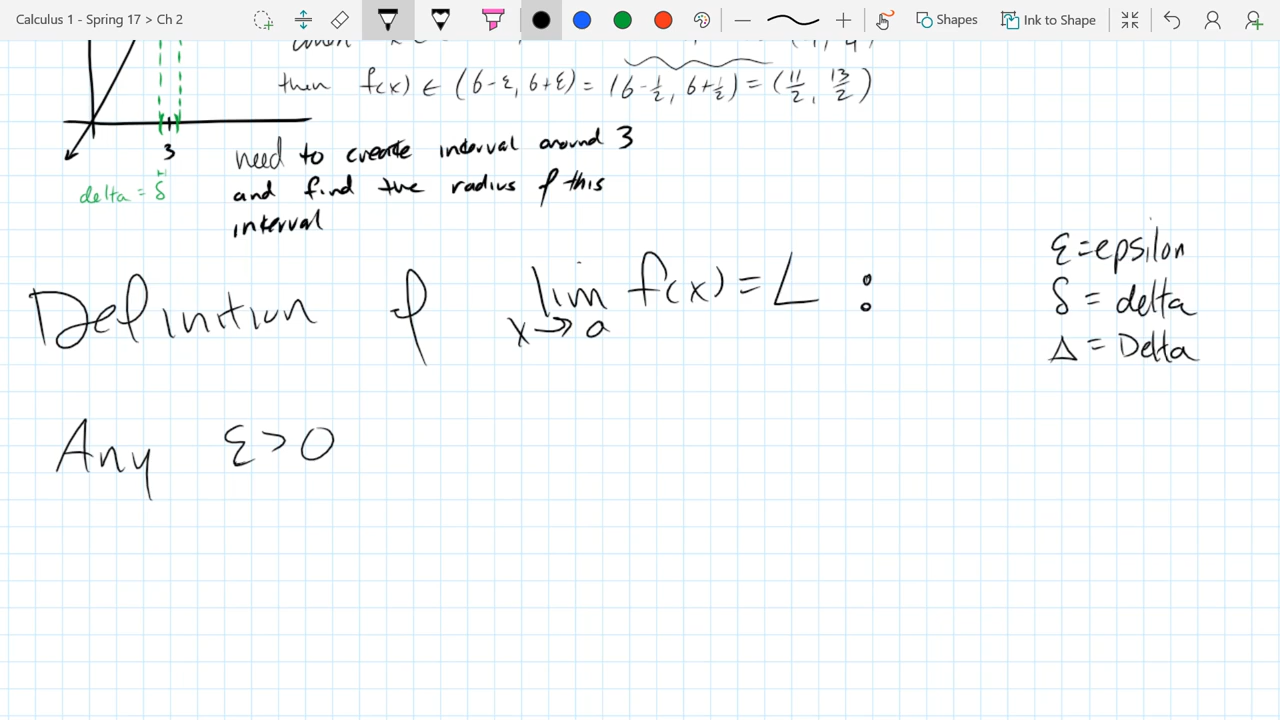 Calculus 1 - Spring 17 > Ch 2
Shapes
Ink to Shape
then f(x) ∈ (6-ε, 6+ε) = (6-1/2, 6+1/2) = (11/2, 13/2)
3
need to create interval around 3
delta = δ
and find the radius of this
interval
Definition of lim x→a f(x) = L :
ε = epsilon
δ = delta
Δ = Delta
Any ε > 0